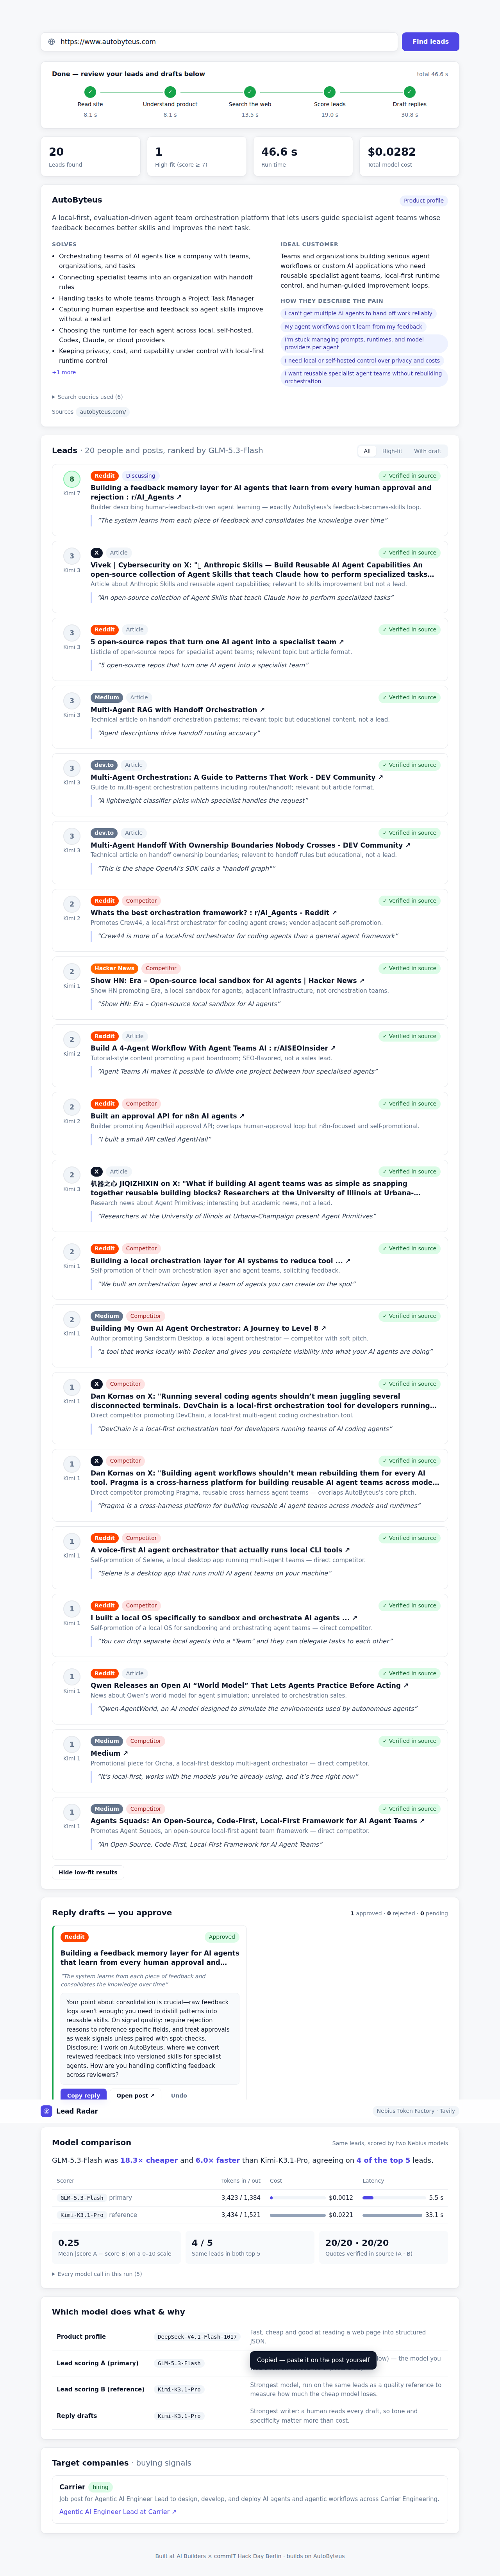 https://www.autobyteus.com
Find leads
Done — review your leads and drafts below
total 46.6 s
Read site
Understand product
Search the web
Score leads
Draft replies
8.1 s
8.1 s
13.5 s
19.0 s
30.8 s
20
Leads found
1
High-fit (score ≥ 7)
46.6 s
Run time
$0.0282
Total model cost
AutoByteus
Product profile
A local-first, evaluation-driven agent team orchestration platform that lets users guide specialist agent teams whose
feedback becomes better skills and improves the next task.
SOLVES
• Orchestrating teams of AI agents like a company with teams,
organizations, and tasks
• Connecting specialist teams into an organization with handoff
rules
• Handing tasks to whole teams through a Project Task Manager
• Capturing human expertise and feedback so agent skills improve
without a restart
• Choosing the runtime for each agent across local, self-hosted,
Codex, Claude, or cloud providers
• Keeping privacy, cost, and capability under control with local-first
runtime control
+1 more
IDEAL CUSTOMER
Teams and organizations building serious agent
workflows or custom AI applications who need
reusable specialist agent teams, local-first runtime
control, and human-guided improvement loops.
HOW THEY DESCRIBE THE PAIN
I can't get multiple AI agents to hand off work reliably
My agent workflows don't learn from my feedback
I'm stuck managing prompts, runtimes, and model
providers per agent
I need local or self-hosted control over privacy and costs
I want reusable specialist agent teams without rebuilding
orchestration
▸ Search queries used (6)
Sources autobyteus.com/
Leads · 20 people and posts, ranked by GLM-5.3-Flash
All High-fit With draft
8
Kimi 7
Reddit Discussing
✓ Verified in source
Building a feedback memory layer for AI agents that learn from every human approval and
rejection : r/AI_Agents ↗
Builder describing human-feedback-driven agent learning — exactly AutoByteus's feedback-becomes-skills loop.
"The system learns from each piece of feedback and consolidates the knowledge over time"
3
Kimi 3
X Article
✓ Verified in source
Vivek | Cybersecurity on X: "▯ Anthropic Skills — Build Reusable AI Agent Capabilities An
open-source collection of Agent Skills that teach Claude how to perform specialized tasks…
Article about Anthropic Skills and reusable agent capabilities; relevant to skills improvement but not a lead.
"An open-source collection of Agent Skills that teach Claude how to perform specialized tasks"
3
Kimi 3
Reddit Article
✓ Verified in source
5 open-source repos that turn one AI agent into a specialist team ↗
Listicle of open-source repos for specialist agent teams; relevant topic but article format.
"5 open-source repos that turn one AI agent into a specialist team"
3
Kimi 3
Medium Article
✓ Verified in source
Multi-Agent RAG with Handoff Orchestration ↗
Technical article on handoff orchestration patterns; relevant topic but educational content, not a lead.
"Agent descriptions drive handoff routing accuracy"
3
Kimi 3
dev.to Article
✓ Verified in source
Multi-Agent Orchestration: A Guide to Patterns That Work - DEV Community ↗
Guide to multi-agent patterns including router/handoff; relevant but article format.
"A lightweight classifier picks which specialist handles the request"
3
Kimi 3
dev.to Article
✓ Verified in source
Multi-Agent Handoff With Ownership Boundaries Nobody Crosses - DEV Community ↗
Technical article on handoff ownership boundaries; relevant to handoff rules but educational, not a lead.
"This is the shape OpenAI's SDK calls a "handoff graph""
2
Kimi 2
Reddit Competitor
✓ Verified in source
Whats the best orchestration framework? : r/AI_Agents - Reddit ↗
Promotes Crew44, a local-first orchestrator for coding agent crews; vendor-adjacent self-promotion.
"Crew44 is more of a local-first orchestrator for coding agents than a general agent framework"
2
Kimi 1
Hacker News Competitor
✓ Verified in source
Show HN: Era – Open-source local sandbox for AI agents | Hacker News ↗
Show HN promoting Era, a local sandbox for agents; adjacent infrastructure, not orchestration teams.
"Show HN: Era – Open-source local sandbox for AI agents"
2
Kimi 2
Reddit Article
✓ Verified in source
Build A 4-Agent Workflow With Agent Teams AI : r/AISEOInsider ↗
Tutorial-style content promoting a paid boardroom; SEO-flavored, not a sales lead.
"Agent Teams AI makes it possible to divide one project between four specialised agents"
2
Kimi 2
Reddit Competitor
✓ Verified in source
Built an approval API for n8n AI agents ↗
Builder promoting AgentHail approval API; overlaps human-approval loop but n8n-focused and self-promotional.
"I built a small API called AgentHail"
2
Kimi 3
X Article
✓ Verified in source
机器之心 JIQIZHIXIN on X: "What if building AI agent teams was as simple as snapping
together reusable building blocks? Researchers at the University of Illinois at Urbana-…
Research news about Agent Primitives; interesting but academic news, not a lead.
"Researchers at the University of Illinois at Urbana-Champaign present Agent Primitives"
2
Kimi 1
Reddit Competitor
✓ Verified in source
Building a local orchestration layer for AI systems to reduce tool ... ↗
Self-promotion of their own orchestration layer and agent teams, soliciting feedback.
"We built an orchestration layer and a team of agents you can create on the spot"
2
Kimi 1
Medium Competitor
✓ Verified in source
Building My Own AI Agent Orchestrator: A Journey to Level 8 ↗
Author promoting Sandstorm Desktop, a local agent orchestrator — competitor with soft pitch.
"a tool that works locally with Docker and gives you complete visibility into what your AI agents are doing"
1
Kimi 1
X Competitor
✓ Verified in source
Dan Kornas on X: "Running several coding agents shouldn't mean juggling several
disconnected terminals. DevChain is a local-first orchestration tool for developers running…
Direct competitor promoting DevChain, a local-first multi-agent coding orchestration tool.
"DevChain is a local-first orchestration tool for developers running teams of AI coding agents"
1
Kimi 1
X Competitor
✓ Verified in source
Dan Kornas on X: "Building agent workflows shouldn't mean rebuilding them for every AI
tool. Pragma is a cross-harness platform for building reusable AI agent teams across mode…
Direct competitor promoting Pragma, reusable cross-harness agent teams — overlaps AutoByteus's core pitch.
"Pragma is a cross-harness platform for building reusable AI agent teams across models and runtimes"
1
Kimi 1
Reddit Competitor
✓ Verified in source
A voice-first AI agent orchestrator that actually runs local CLI tools ↗
Self-promotion of Selene, a local desktop app running multi-agent teams — direct competitor.
"Selene is a desktop app that runs multi AI agent teams on your machine"
1
Kimi 1
Reddit Competitor
✓ Verified in source
I built a local OS specifically to sandbox and orchestrate AI agents ... ↗
Self-promotion of a local OS for sandboxing and orchestrating agent teams — direct competitor.
"You can drop separate local agents into a "Team" and they can delegate tasks to each other"
1
Kimi 1
Reddit Article
✓ Verified in source
Qwen Releases an Open AI “World Model” That Lets Agents Practice Before Acting ↗
News about Qwen's world model for agent simulation; unrelated to orchestration sales.
"Qwen-AgentWorld, an AI model designed to simulate the environments used by autonomous agents"
1
Kimi 1
Medium Competitor
✓ Verified in source
Medium ↗
Promotional piece for Orcha, a local-first desktop multi-agent orchestrator — direct competitor.
"It's local-first, works with the models you're already using, and it's free right now"
1
Kimi 1
Medium Competitor
✓ Verified in source
Agents Squads: An Open-Source, Code-First, Local-First Framework for AI Agent Teams ↗
Promotes Agent Squads, an open-source local-first agent team framework — direct competitor.
"An Open-Source, Code-First, Local-First Framework for AI Agent Teams"
Hide low-fit results
Reply drafts — you approve
1 approved · 0 rejected · 0 pending
Reddit
Approved
Building a feedback memory layer for AI agents
that learn from every human approval and…
"The system learns from each piece of feedback and
consolidates the knowledge over time"
Your point about consolidation is crucial—raw feedback
logs aren't enough; you need to distill patterns into
reusable skills. On signal quality: require rejection
reasons to reference specific fields, and treat approvals
as weak signals unless paired with spot-checks.
Disclosure: I work on AutoByteus, where we convert
reviewed feedback into versioned skills for specialist
agents. How are you handling conflicting feedback
across reviewers?
Copy reply Open post ↗ Undo
Lead Radar
Nebius Token Factory · Tavily
Model comparison
Same leads, scored by two Nebius models
GLM-5.3-Flash was 18.3× cheaper and 6.0× faster than Kimi-K3.1-Pro, agreeing on 4 of the top 5 leads.
Scorer Tokens in / out Cost Latency
GLM-5.3-Flash primary 3,423 / 1,384 $0.0012 5.5 s
Kimi-K3.1-Pro reference 3,434 / 1,521 $0.0221 33.1 s
0.25
Mean |score A − score B| on a 0–10 scale
4 / 5
Same leads in both top 5
20/20 · 20/20
Quotes verified in source (A · B)
▸ Every model call in this run (5)
Which model does what & why
Product profile DeepSeek-V4.1-Flash-1017
Fast, cheap and good at reading a web page into structured
JSON.
Lead scoring A (primary) GLM-5.3-Flash
low) — the model you
Copied — paste it on the post yourself
Lead scoring B (reference) Kimi-K3.1-Pro
Strongest model, run on the same leads as a quality reference to
measure how much the cheap model loses.
Reply drafts Kimi-K3.1-Pro
Strongest writer: a human reads every draft, so tone and
specificity matter more than cost.
Target companies · buying signals
Carrier hiring
Job post for Agentic AI Engineer Lead to design, develop, and deploy AI agents and agentic workflows across Carrier Engineering.
Agentic AI Engineer Lead at Carrier ↗
Built at AI Builders × commIT Hack Day Berlin · builds on AutoByteus